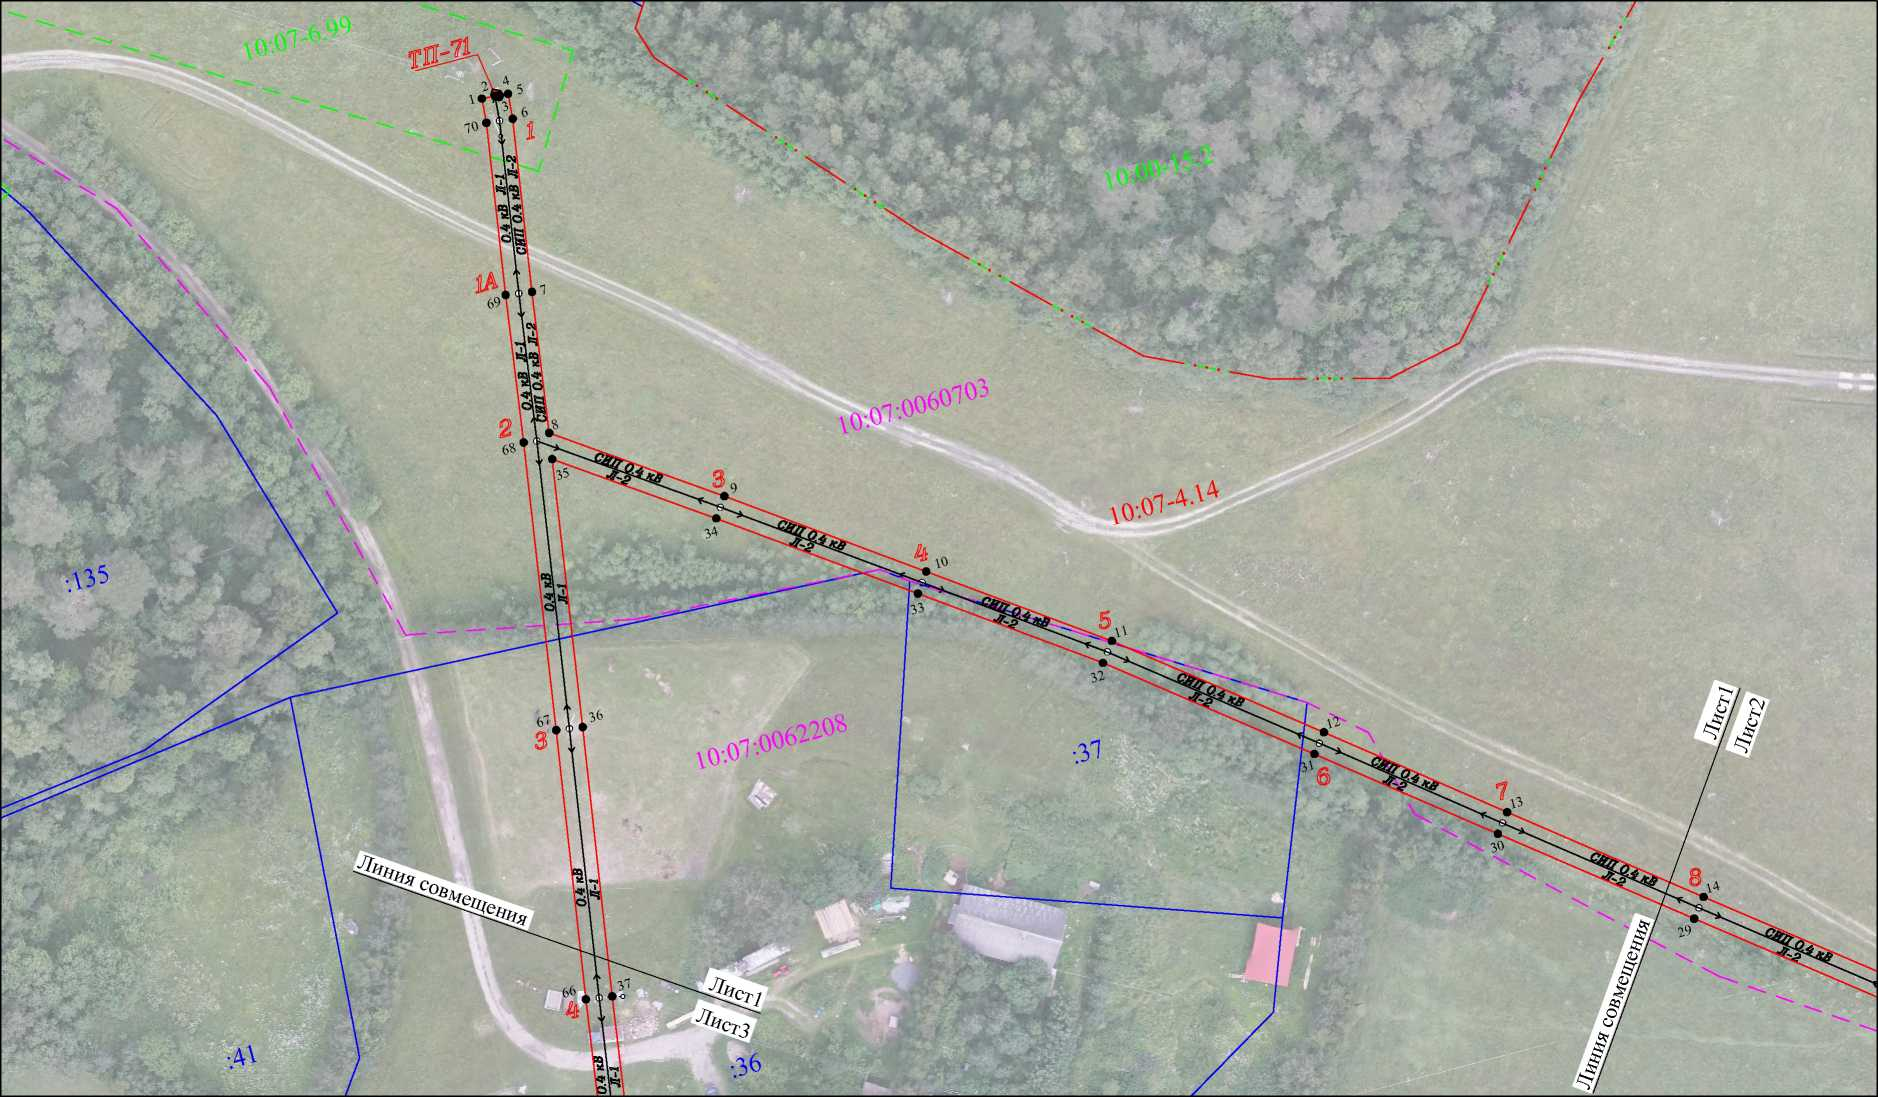 10:07-6.99
ТП-71
1
2
3
4
5
6
70
1
0.4 кВ Л-1
СИП 0.4 кВ Л-2
10:00-15.2
1А
69
7
0.4 кВ Л-1
СИП 0.4 кВ Л-2
10:07:0060703
2
68
8
35
СИП 0.4 кВ
Л-2
3
9
34
СИП 0.4 кВ
Л-2
10:07-4.14
4
10
33
:135
0.4 кВ
Л-1
СИП 0.4 кВ
Л-2
5
11
32
СИП 0.4 кВ
Л-2
67
36
3
10:07:0062208
:37
12
31
6
СИП 0.4 кВ
Л-2
Лист1
Лист2
7
13
30
СИП 0.4 кВ
Л-2
8
14
29
СИП 0.4 кВ
Л-2
Линия совмещения
0.4 кВ
Л-1
Линия совмещения
Лист1
Лист3
66
37
4
:41
0.4 кВ
Л-1
:36